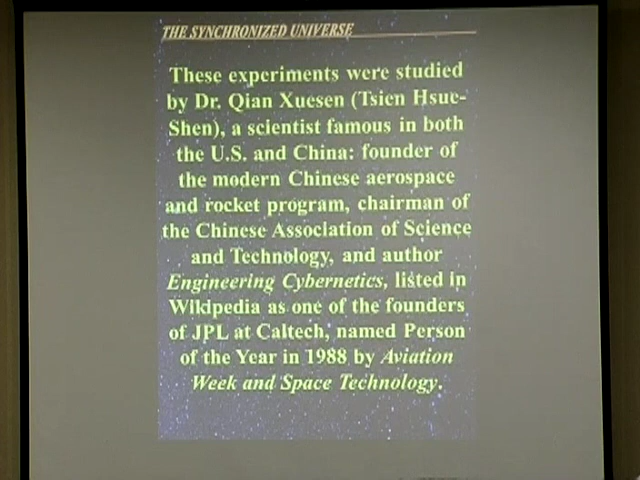 THE SYNCHRONIZED UNIVERSE
These experiments were studied
by Dr. Qian Xuesen (Tsien Hsue-
Shen), a scientist famous in both
the U.S. and China: founder of
the modern Chinese aerospace
and rocket program, chairman of
the Chinese Association of Science
and Technology, and author
Engineering Cybernetics, listed in
Wikipedia as one of the founders
of JPL at Caltech, named Person
of the Year in 1988 by Aviation
Week and Space Technology.